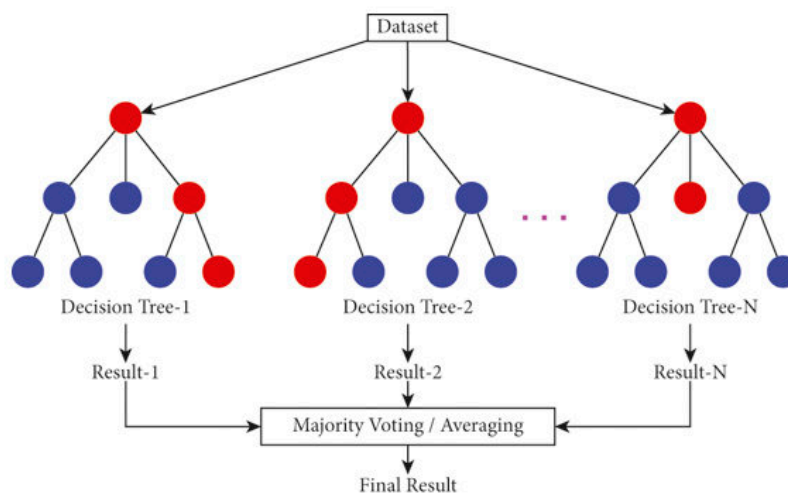 Dataset
Decision Tree-1
Decision Tree-2
Decision Tree-N
Result-1
Result-2
Result-N
Majority Voting / Averaging
Final Result